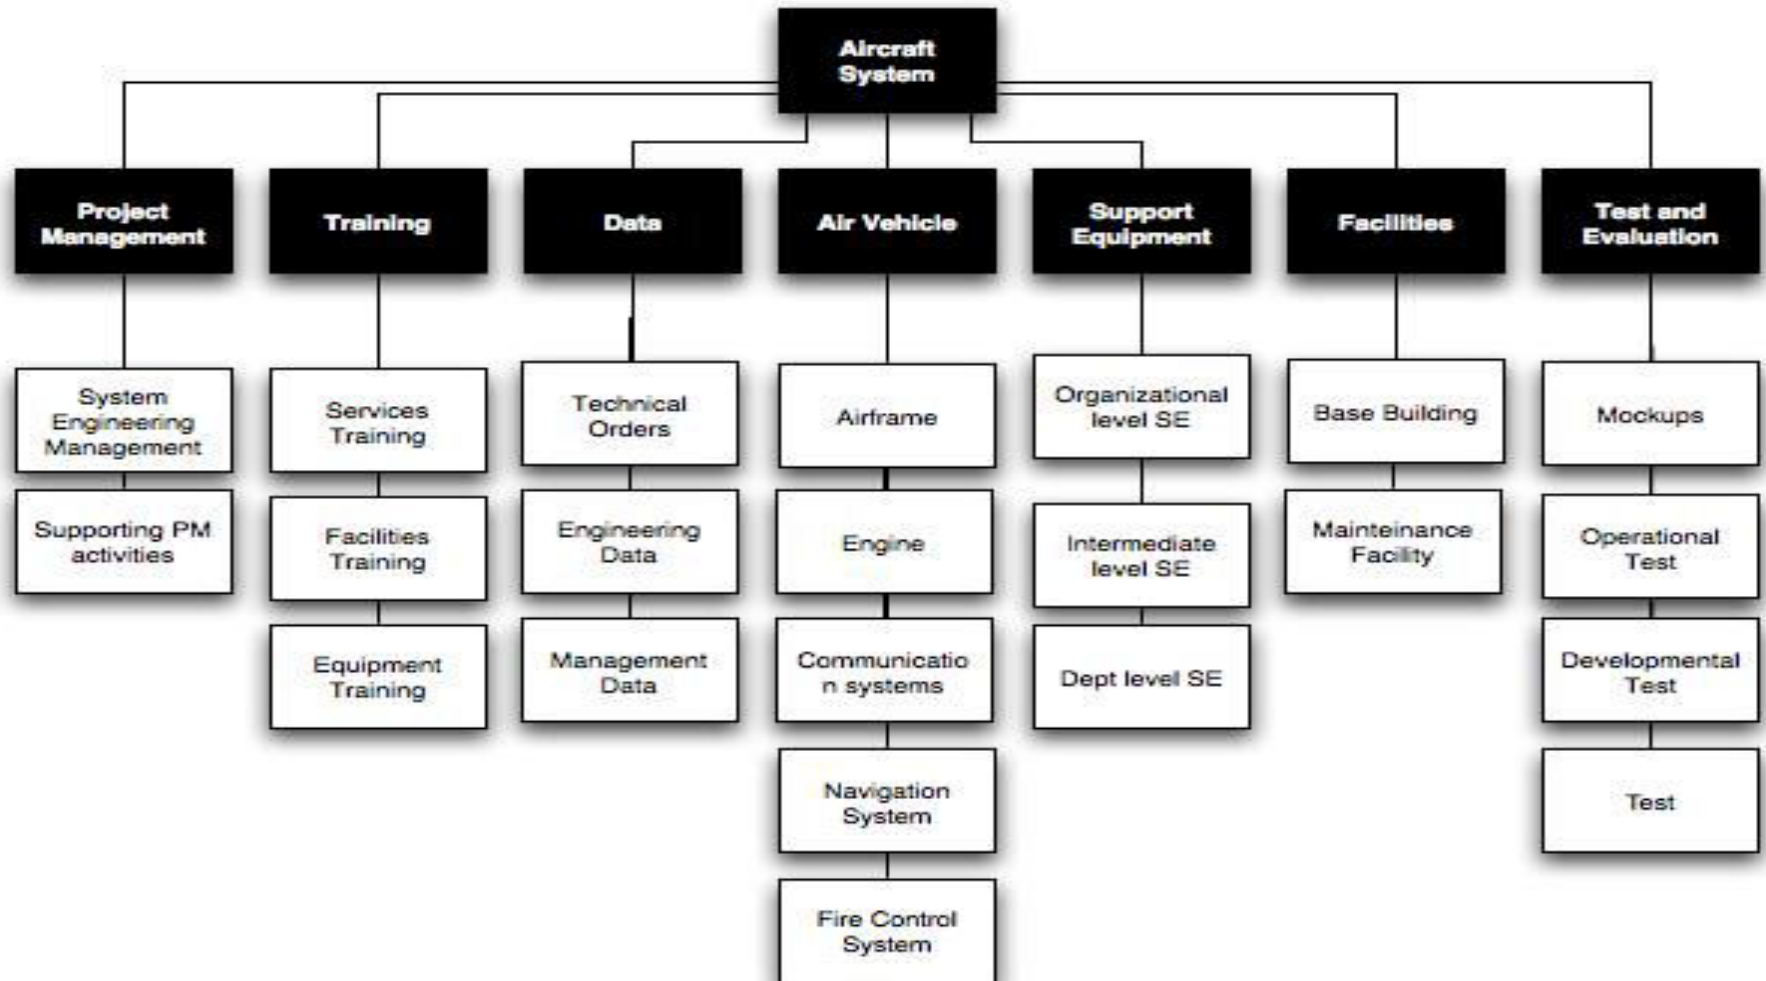 Aircraft
System
Project
Management
Training
Data
Air Vehicle
Support
Equipment
Facilities
Test and
Evaluation
System
Engineering
Management
Supporting PM
activities
Services
Training
Facilities
Training
Equipment
Training
Technical
Orders
Engineering
Data
Management
Data
Airframe
Engine
Communicatio
n systems
Navigation
System
Fire Control
System
Organizational
level SE
Intermediate
level SE
Dept level SE
Base Building
Mainteinance
Facility
Mockups
Operational
Test
Developmental
Test
Test